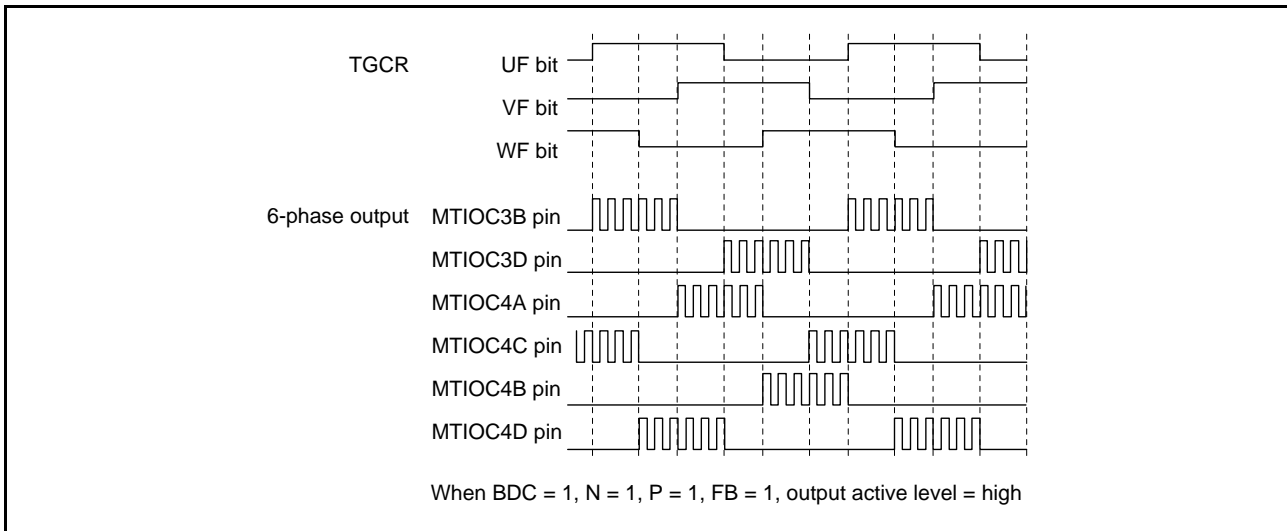 TGCR UF bit
VF bit
WF bit
6-phase output MTIOC3B pin
MTIOC3D pin
MTIOC4A pin
MTIOC4C pin
MTIOC4B pin
MTIOC4D pin
When BDC = 1, N = 1, P = 1, FB = 1, output active level = high